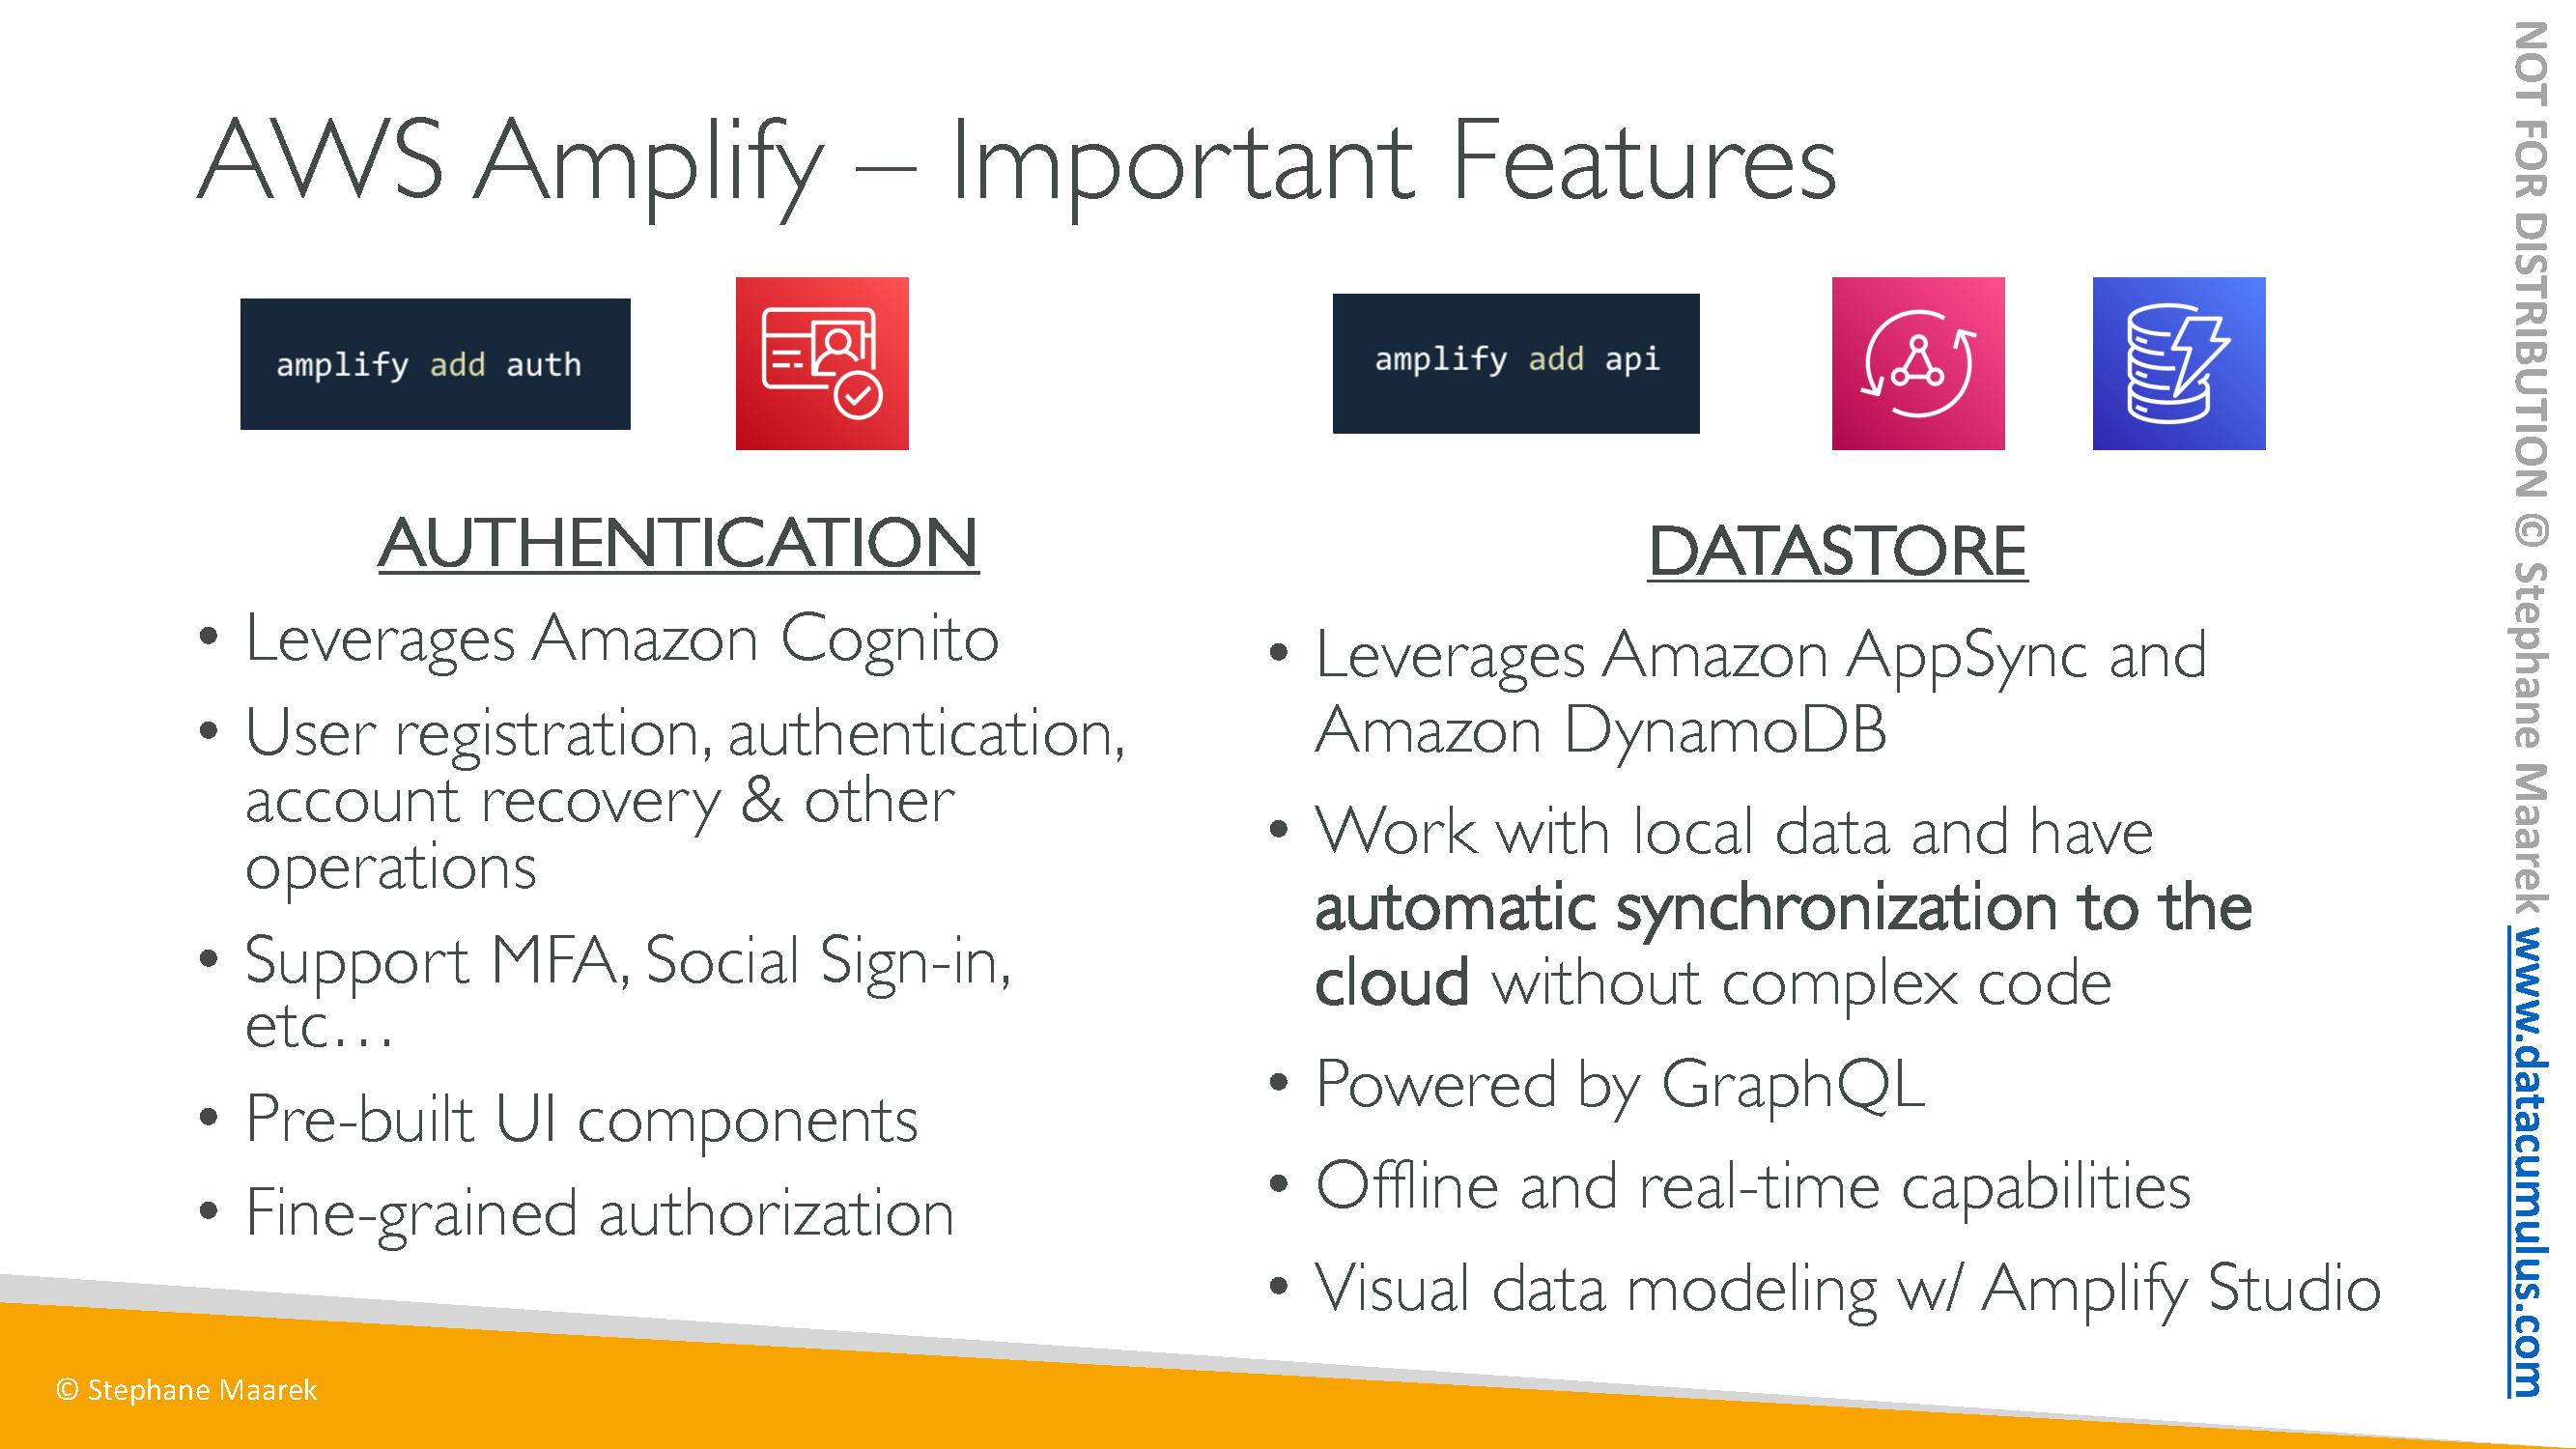 AWS Amplify – Important Features
amplify add auth
AUTHENTICATION
• Leverages Amazon Cognito
• User registration, authentication,
account recovery & other
operations
• Support MFA, Social Sign-in,
etc…
• Pre-built UI components
• Fine-grained authorization
amplify add api
DATASTORE
• Leverages Amazon AppSync and
Amazon DynamoDB
• Work with local data and have
automatic synchronization to the
cloud without complex code
• Powered by GraphQL
• Offline and real-time capabilities
• Visual data modeling w/ Amplify Studio
© Stephane Maarek
NOT FOR DISTRIBUTION © Stephane Maarek www.datacumulus.com